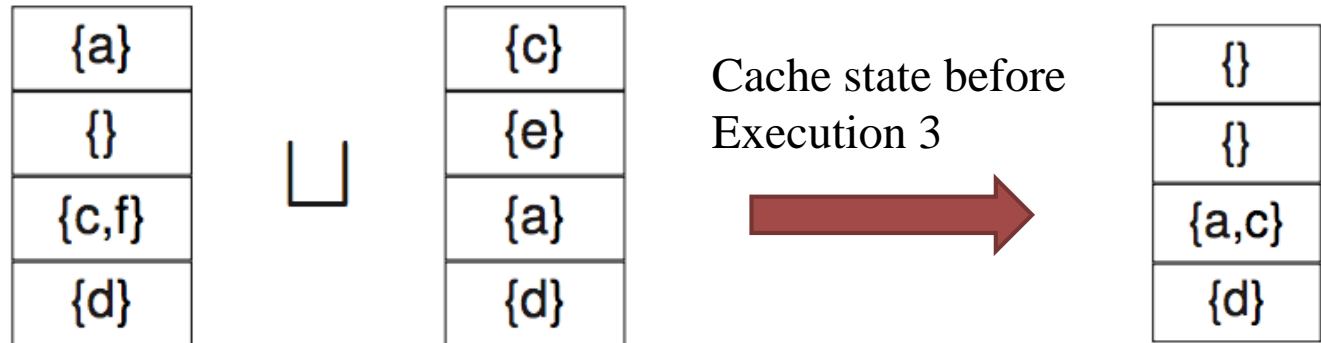 {a}
{}
{c,f}
{d}
⊔
{c}
{e}
{a}
{d}
Cache state before
Execution 3
{}
{}
{a,c}
{d}